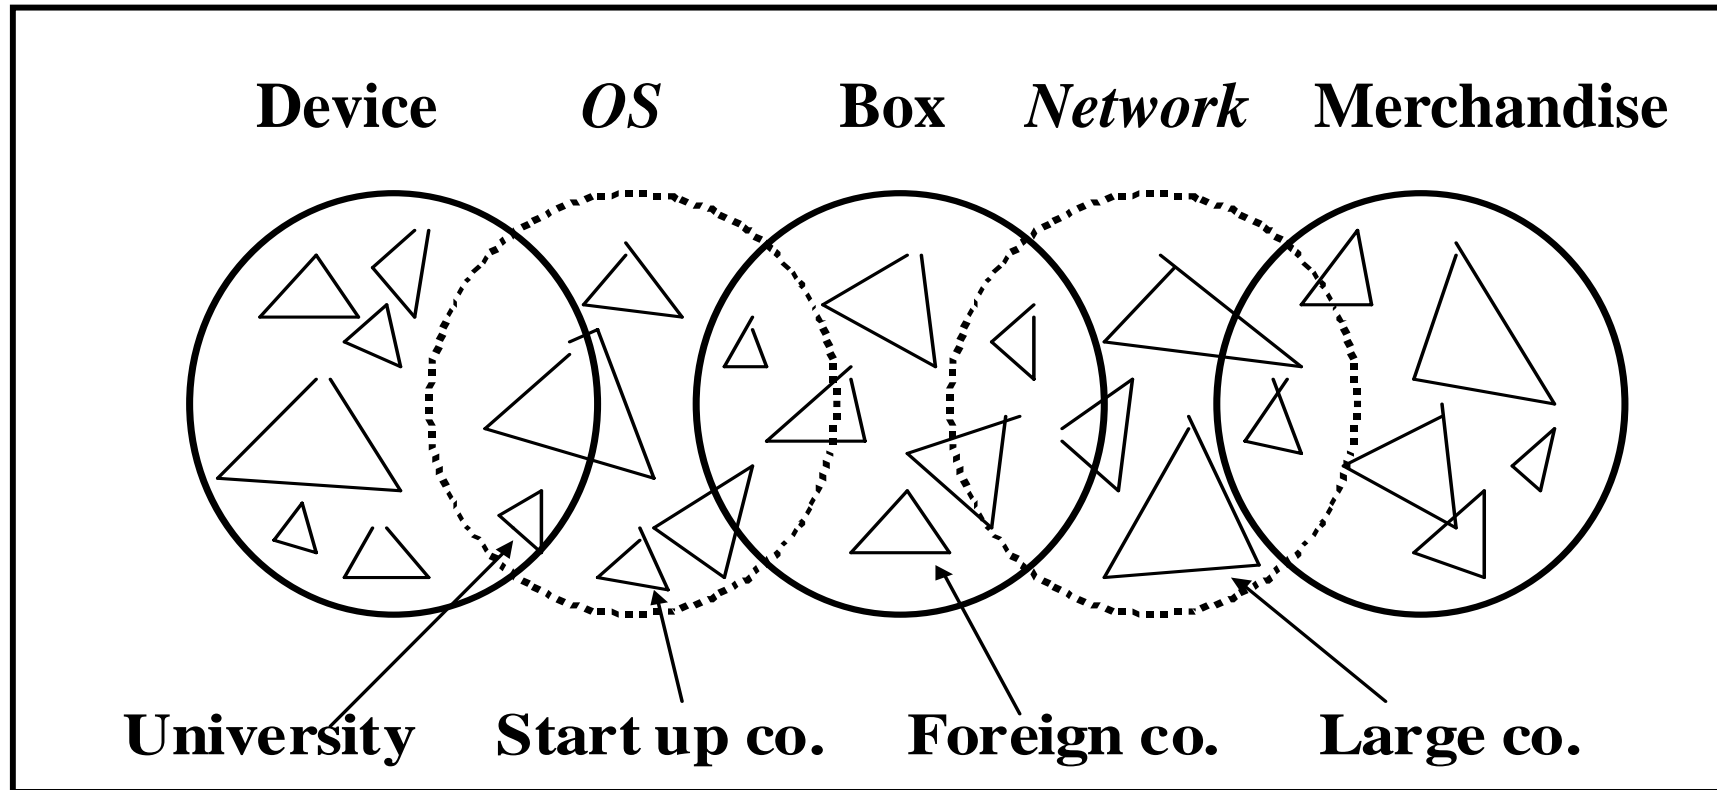 Device OS Box Network Merchandise
University Start up co. Foreign co. Large co.